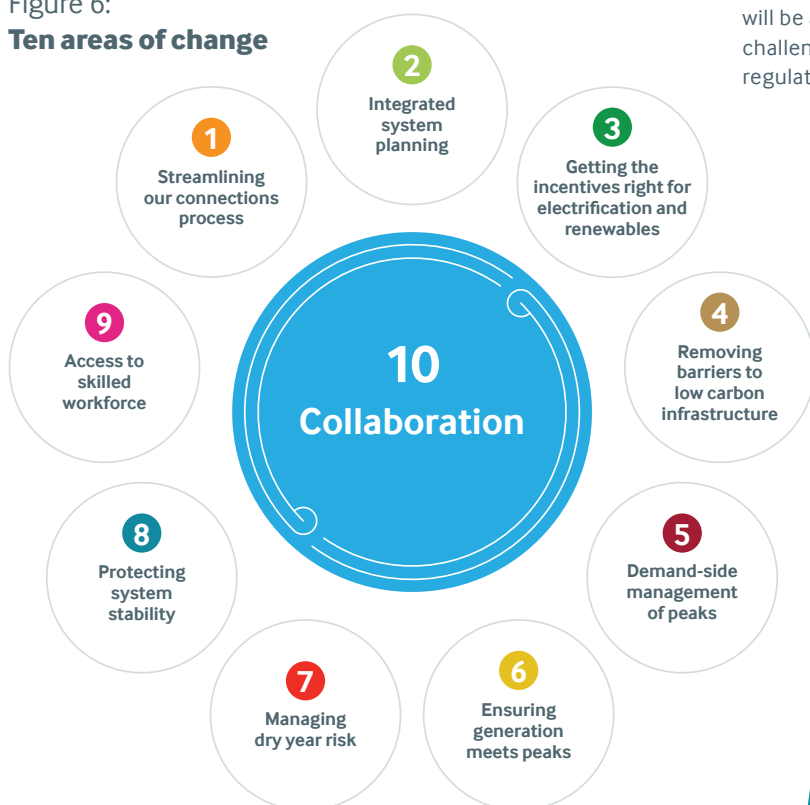 Figure 6:
Ten areas of change
will be
challen
regulat
1
Streamlining
our connections
process
2
Integrated
system
planning
3
Getting the
incentives right for
electrification and
renewables
4
Removing
barriers to
low carbon
infrastructure
5
Demand-side
management
of peaks
6
Ensuring
generation
meets peaks
7
Managing
dry year risk
8
Protecting
system
stability
9
Access to
skilled
workforce
10
Collaboration